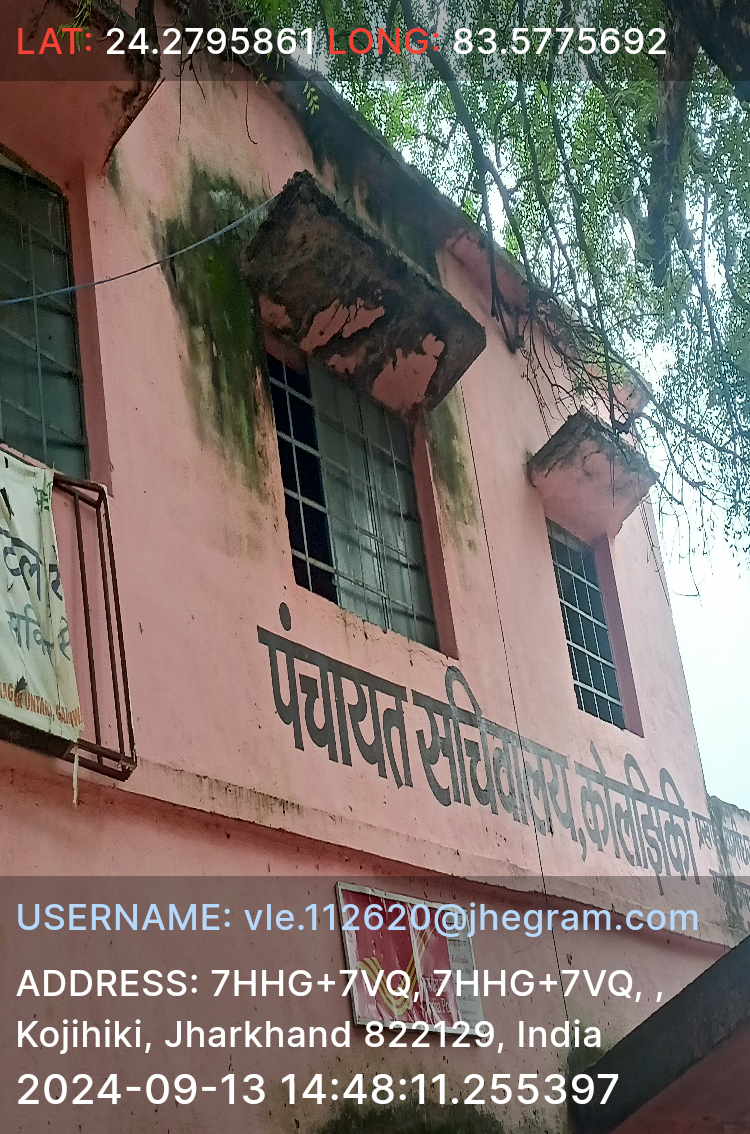 LAT: 24.2795861 LONG: 83.5775692
पंचायत सचिवालय, कोलझिकी
USERNAME: vle.112620@jhegram.com
ADDRESS: 7HHG+7VQ, 7HHG+7VQ, ,
Kojihiki, Jharkhand 822129, India
2024-09-13 14:48:11.255397